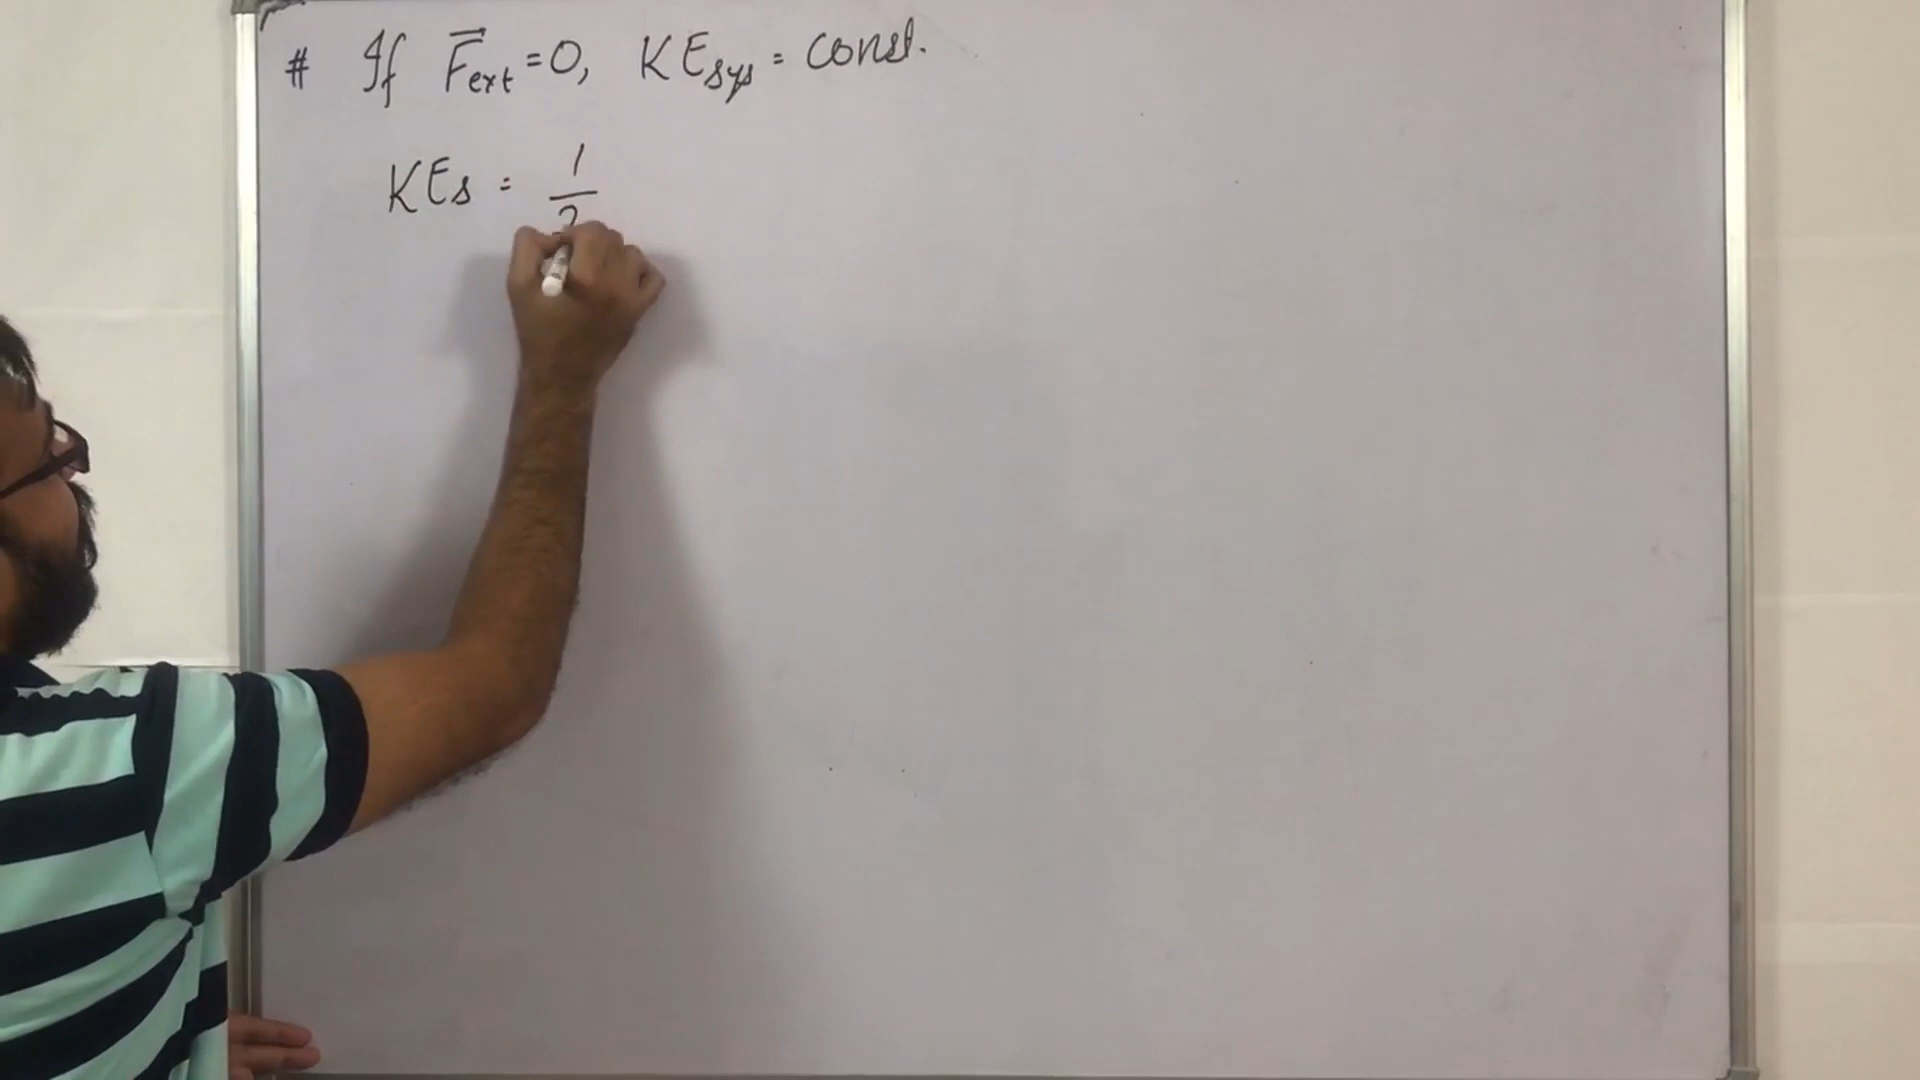 # If F⃗ext = 0, KEsys = const.
KEs = 1/2